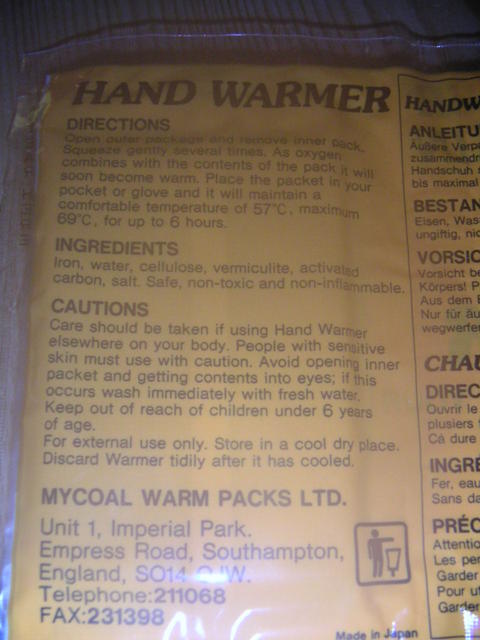 HAND WARMER
DIRECTIONS
Open outer package and remove inner pack.
Squeeze gently several times. As oxygen
combines with the contents of the pack it will
soon become warm. Place the packet in your
pocket or glove and it will maintain a
comfortable temperature of 57°C, maximum
69°C, for up to 6 hours.
INGREDIENTS
Iron, water, cellulose, vermiculite, activated
carbon, salt. Safe, non-toxic and non-inflammable.
CAUTIONS
Care should be taken if using Hand Warmer
elsewhere on your body. People with sensitive
skin must use with caution. Avoid opening inner
packet and getting contents into eyes; if this
occurs wash immediately with fresh water.
Keep out of reach of children under 6 years
of age.
For external use only. Store in a cool dry place.
Discard Warmer tidily after it has cooled.
MYCOAL WARM PACKS LTD.
Unit 1, Imperial Park.
Empress Road, Southampton,
England, SO14
Telephone:211068
FAX:231398
Made in Japan
HANDW
ANLEITU
Äußere Verpa
zusammendr
Handschuh s
bis maximal
BESTAN
Eisen, Was
ungiftig, nic
VORSIC
Vorsicht be
Körpers! P
Aus dem E
Nur für äu
wegwerfen
CHAU
DIREC
Ouvrir le
plusiers f
Cá dure
INGRE
Fer, eau
Sans da
PRÉC
Attentio
Les per
Garder
Pour u
Garder